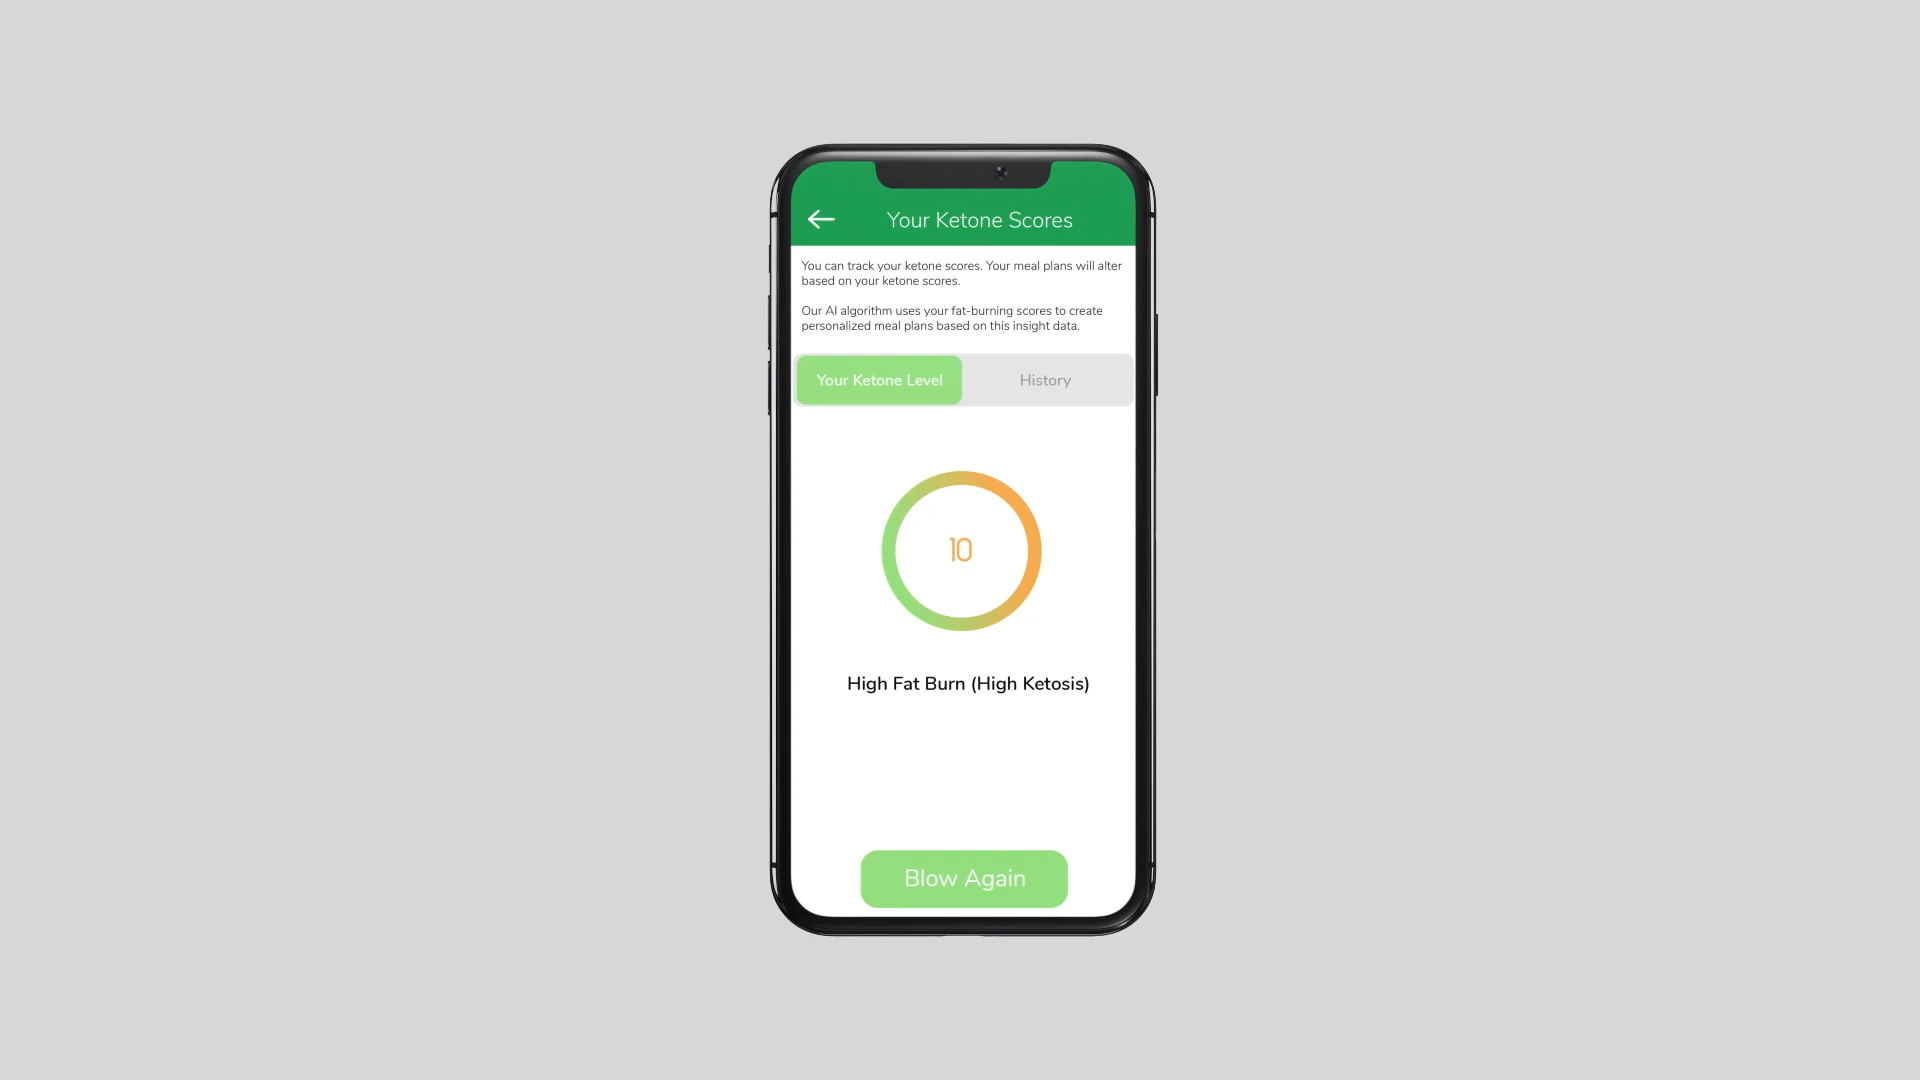 Your Ketone Scores
You can track your ketone scores. Your meal plans will alter
based on your ketone scores.
Our AI algorithm uses your fat-burning scores to create
personalized meal plans based on this insight data.
Your Ketone Level
History
10
High Fat Burn (High Ketosis)
Blow Again